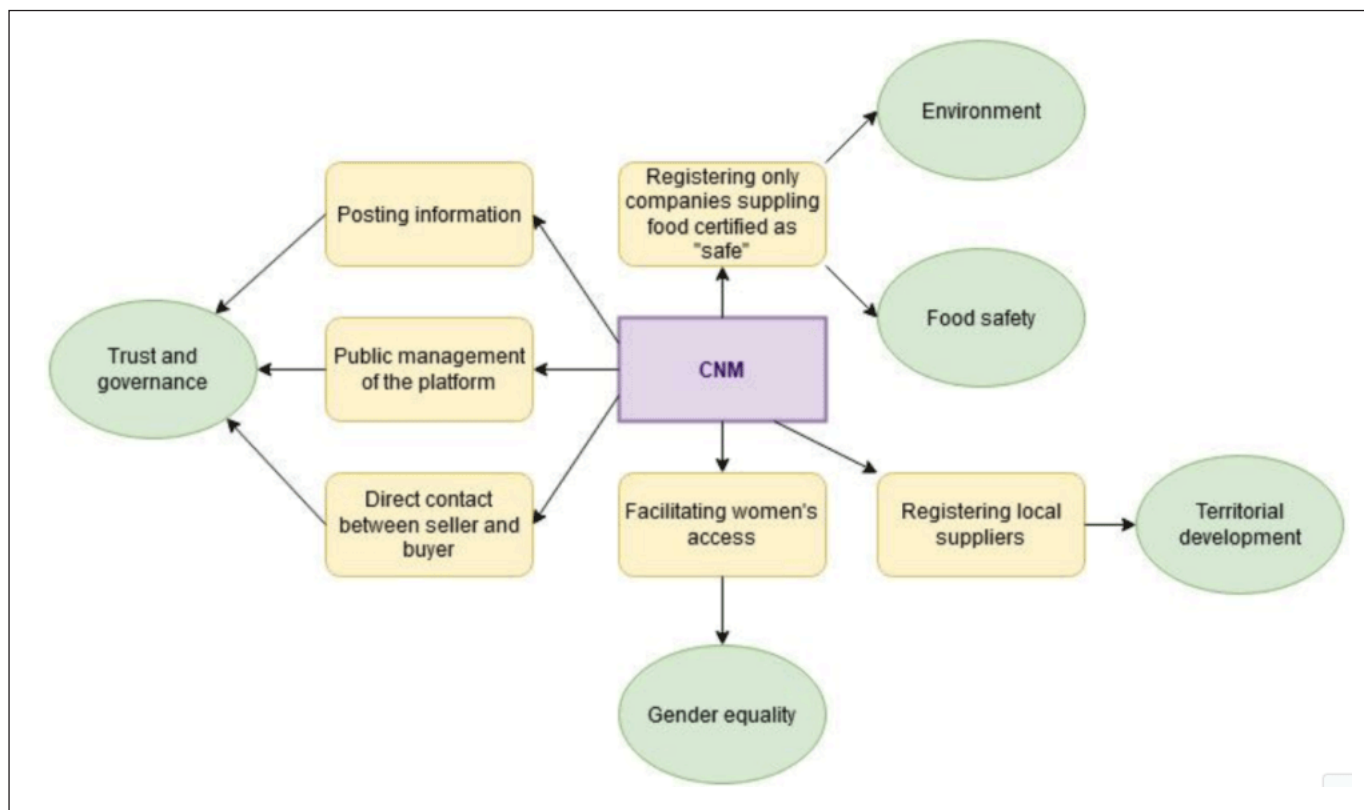 Environment
Registering only
companies suppling
food certified as
"safe"
Posting information
Food safety
Trust and
governance
Public management
of the platform
CNM
Direct contact
between seller and
buyer
Facilitating women's
access
Registering local
suppliers
Territorial
development
Gender equality